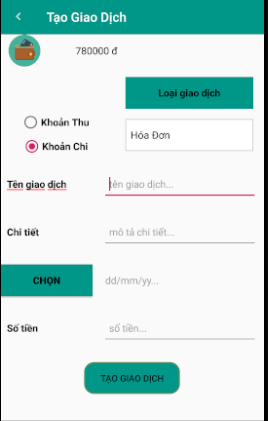 Tạo Giao Dịch
780000 đ
Loại giao dịch
Khoản Thu
Khoản Chi
Hóa Đơn
Tên giao dịch
tên giao dịch...
Chi tiết
mô tả chi tiết...
CHỌN
dd/mm/yy...
Số tiền
số tiền...
TẠO GIAO DỊCH